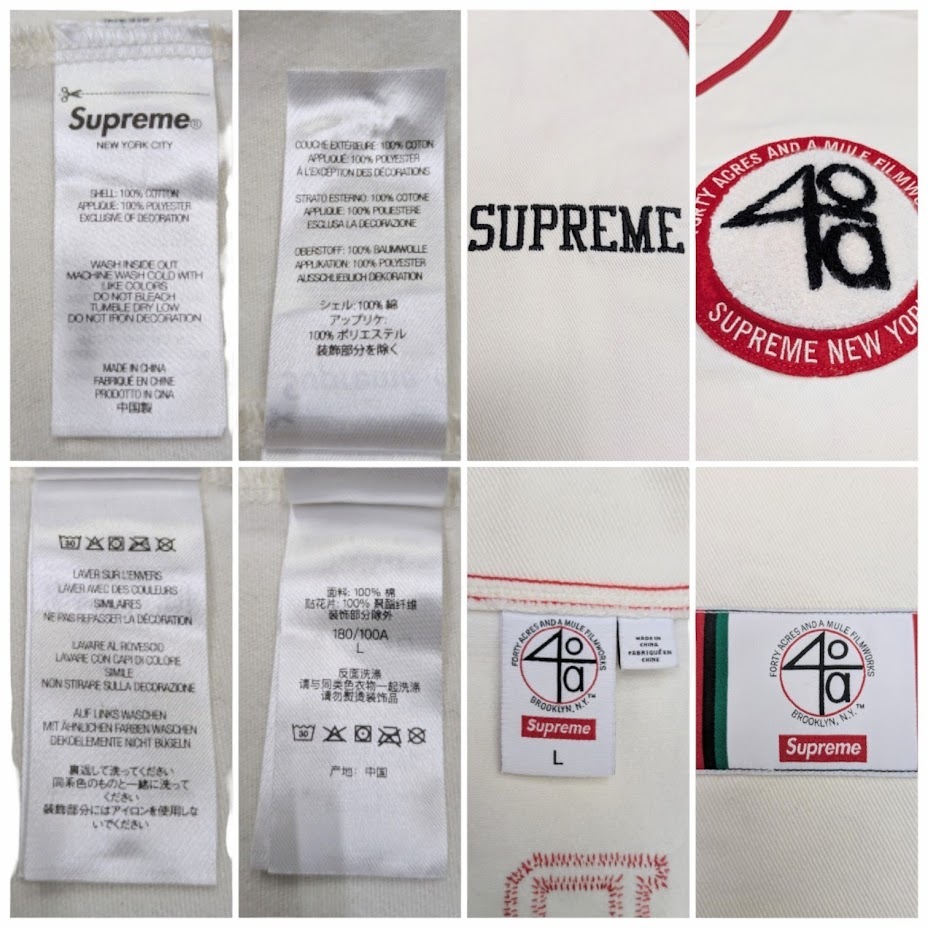 Supreme®
NEW YORK CITY
SHELL: 100% COTTON
APPLIQUE: 100% POLYESTER
EXCLUSIVE OF DECORATION
WASH INSIDE OUT
MACHINE WASH COLD WITH
LIKE COLORS
DO NOT BLEACH
TUMBLE DRY LOW
DO NOT IRON DECORATION
MADE IN CHINA
FABRIQUÉ EN CHINE
PRODOTTO IN CINA
中国製
COUCHE EXTÉRIEURE: 100% COTON
APPLIQUÉ: 100% POLYESTER
À L'EXCEPTION DES DÉCORATIONS
STRATO ESTERNO: 100% COTONE
APPLIQUE: 100% POLIESTERE
ESCLUSA LA DECORAZIONE
OBERSTOFF: 100% BAUMWOLLE
APPLIKATION: 100% POLYESTER
AUSSCHLIEßLICH DEKORATION
シェル: 100% 綿
アップリケ:
100% ポリエステル
装飾部分を除く
SUPREME
FORTY ACRES AND A MULE FILMWO
40a
SUPREME NEW YOR
30
LAVER SUR L'ENVERS
LAVER AVEC DES COULEURS
SIMILAIRES
NE PAS REPASSER LA DÉCORATION
LAVARE AL ROVESCIO
LAVARE CON CAPI DI COLORE
SIMILE
NON STIRARE SULLA DECORAZIONE
AUF LINKS WASCHEN
MIT ÄHNLICHEN FARBEN WASCHEN
DEKOELEMENTE NICHT BÜGELN
裏返して洗ってください
同系色のものと一緒に洗って
ください
装飾部分にはアイロンを使用しな
いでください
面料: 100% 棉
贴花片: 100% 聚酯纤维
装饰部分除外
180/100A
L
反面洗涤
请与同类色衣物一起洗涤
请勿熨烫装饰品
30
产地: 中国
FORTY ACRES AND A MULE FILMWORKS
40a
BROOKLYN, N.Y.™
Supreme
L
MADE IN
CHINA
FABRIQUÉ EN
CHINE
FORTY ACRES AND A MULE FILMWORKS
40a
BROOKLYN, N.Y.™
Supreme